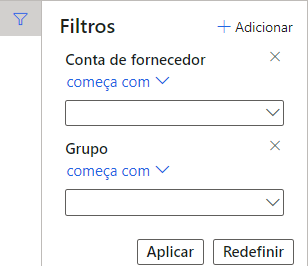 Filtros
+ Adicionar
Conta de fornecedor
começa com
Grupo
começa com
Aplicar
Redefinir